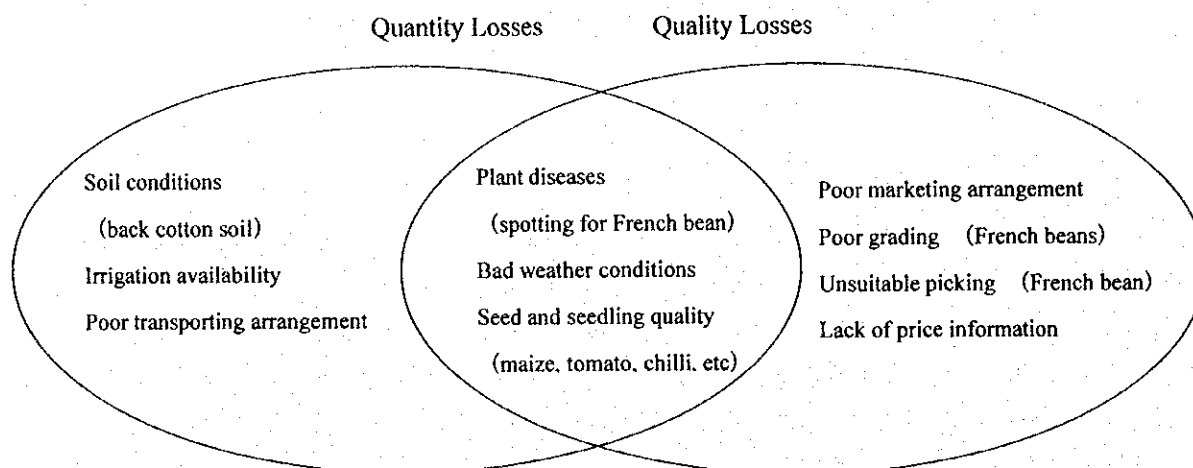 Quantity Losses
Quality Losses
Soil conditions
(back cotton soil)
Irrigation availability
Poor transporting arrangement
Plant diseases
(spotting for French bean)
Bad weather conditions
Seed and seedling quality
(maize, tomato, chilli, etc)
Poor marketing arrangement
Poor grading (French beans)
Unsuitable picking (French bean)
Lack of price information